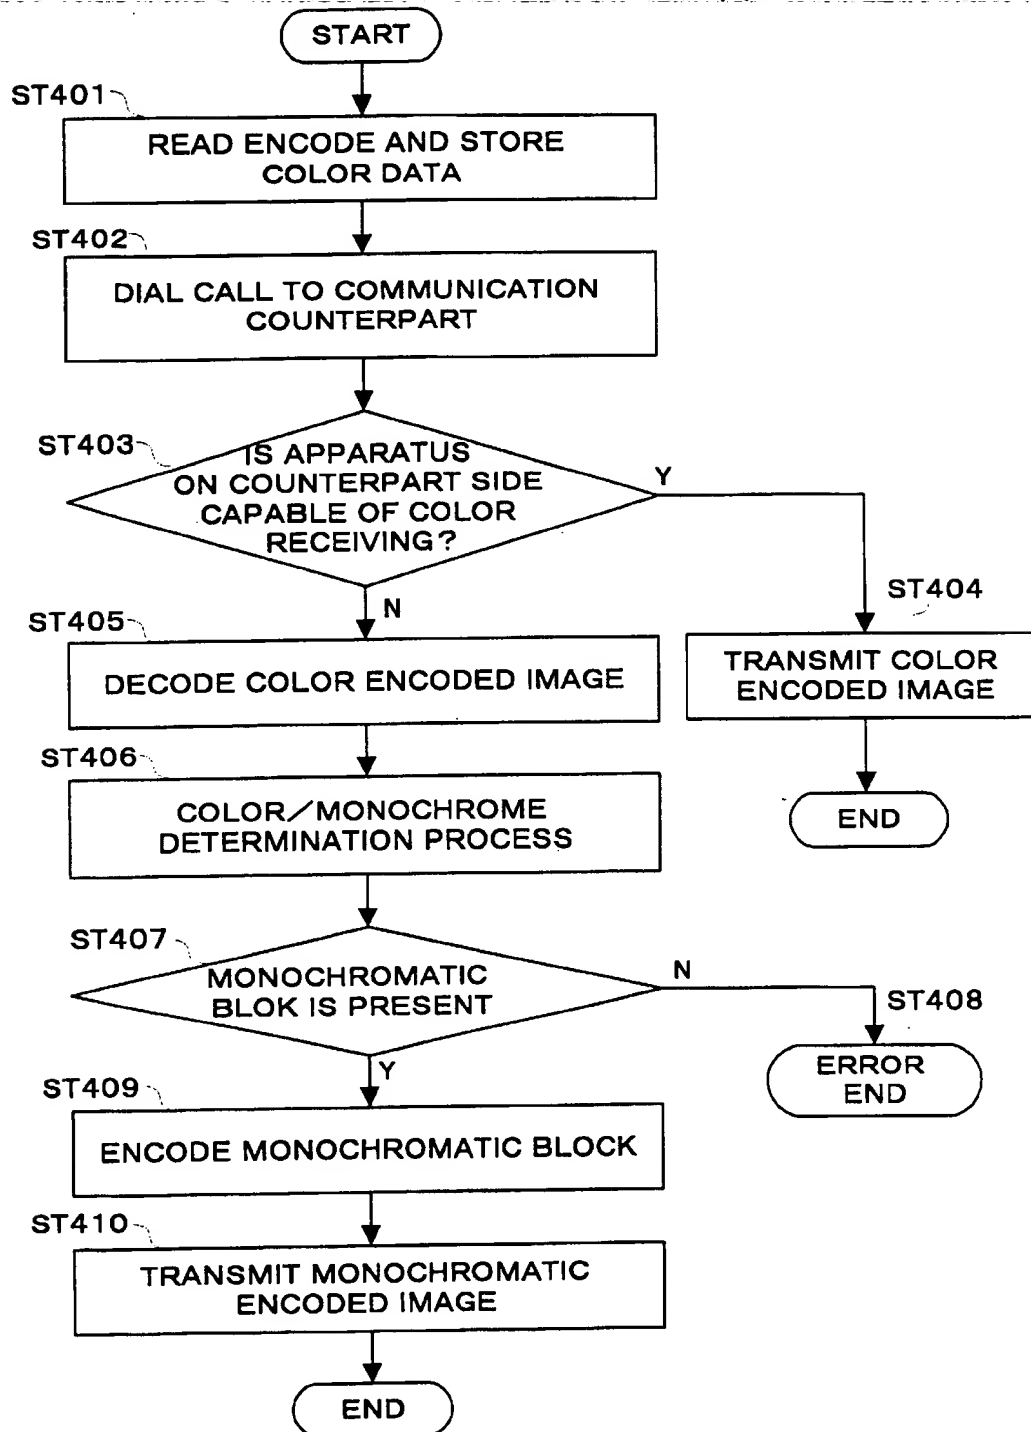 START
ST401
READ ENCODE AND STORE
COLOR DATA
ST402
DIAL CALL TO COMMUNICATION
COUNTERPART
ST403
IS APPARATUS
ON COUNTERPART SIDE
CAPABLE OF COLOR
RECEIVING?
Y
N
ST404
TRANSMIT COLOR
ENCODED IMAGE
END
ST405
DECODE COLOR ENCODED IMAGE
ST406
COLOR/MONOCHROME
DETERMINATION PROCESS
ST407
MONOCHROMATIC
BLOK IS PRESENT
N
ST408
ERROR
END
Y
ST409
ENCODE MONOCHROMATIC BLOCK
ST410
TRANSMIT MONOCHROMATIC
ENCODED IMAGE
END